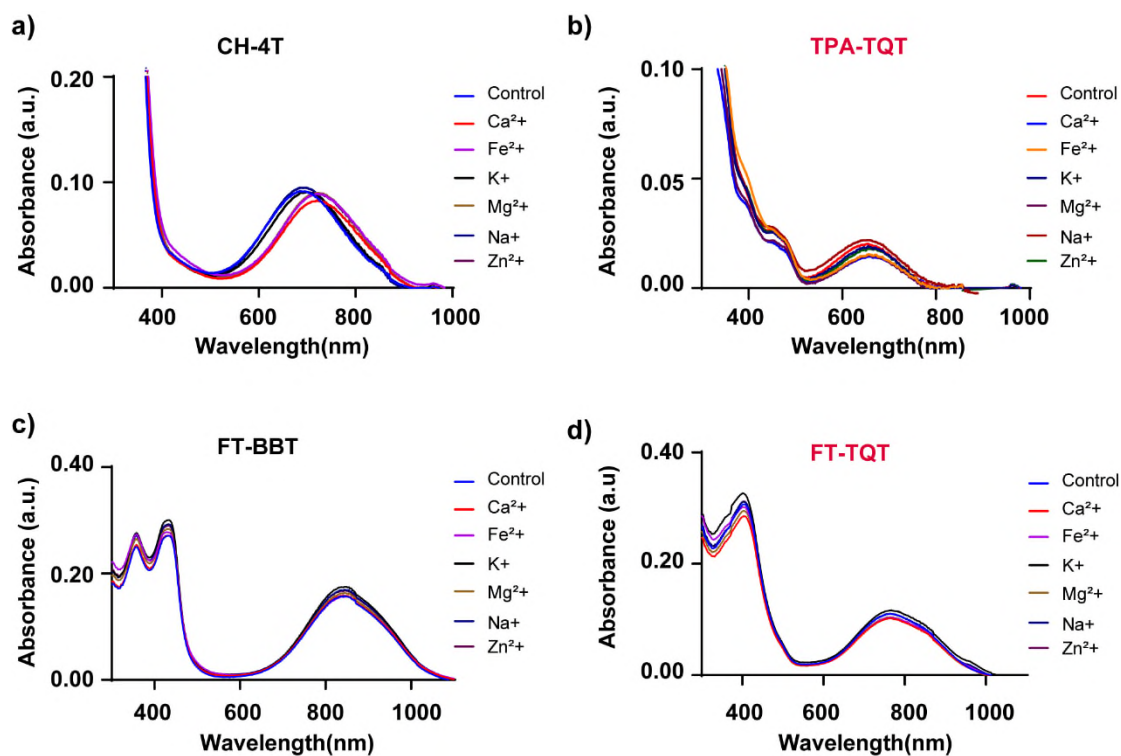 a)
CH-4T
0.20
0.10
0.00
Absorbance (a.u.)
400 600 800 1000
Wavelength(nm)
Control
Ca²+
Fe²+
K+
Mg²+
Na+
Zn²+
b)
TPA-TQT
0.10
0.05
0.00
Absorbance (a.u.)
400 600 800 1000
Wavelength(nm)
Control
Ca²+
Fe²+
K+
Mg²+
Na+
Zn²+
c)
FT-BBT
0.40
0.20
0.00
Absorbance (a.u.)
400 600 800 1000
Wavelength(nm)
Control
Ca²+
Fe²+
K+
Mg²+
Na+
Zn²+
d)
FT-TQT
0.40
0.20
0.00
Absorbance (a.u)
400 600 800 1000
Wavelength(nm)
Control
Ca²+
Fe²+
K+
Mg²+
Na+
Zn²+